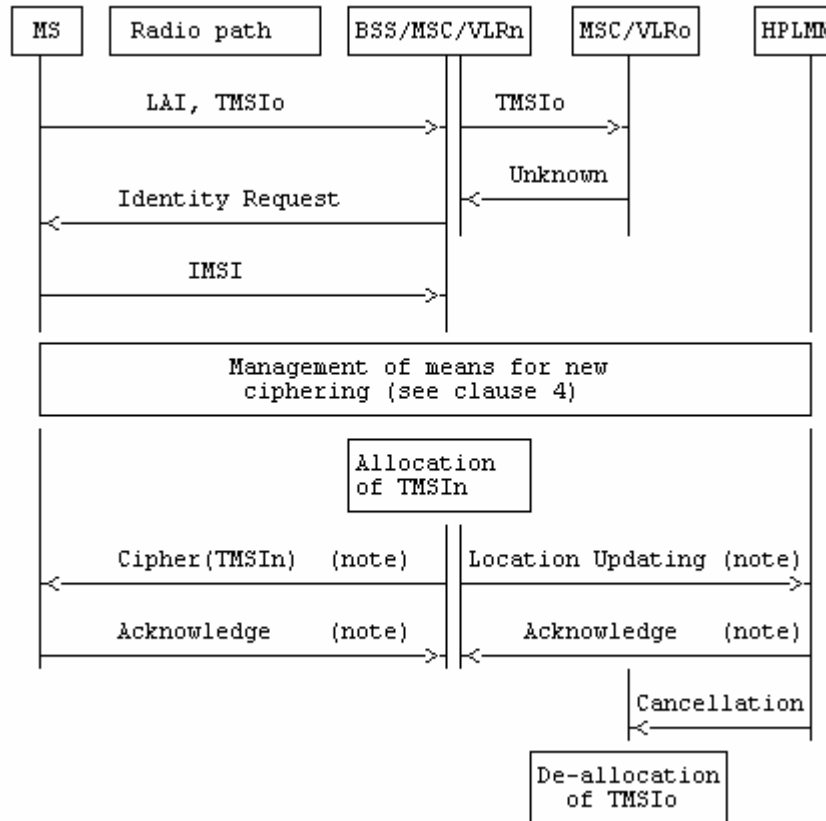 MS
Radio path
BSS/MSC/VLRn
MSC/VLRo
LAI, TMSIo
TMSIo
Unknown
Identity Request
IMSI
Management of means for new
ciphering (see clause 4)
Allocation
of TMSIn
Cipher(TMSIn) (note)
Location Updating (note)
Acknowledge (note)
Acknowledge (note)
Cancellation
De-allocation
of TMSIo